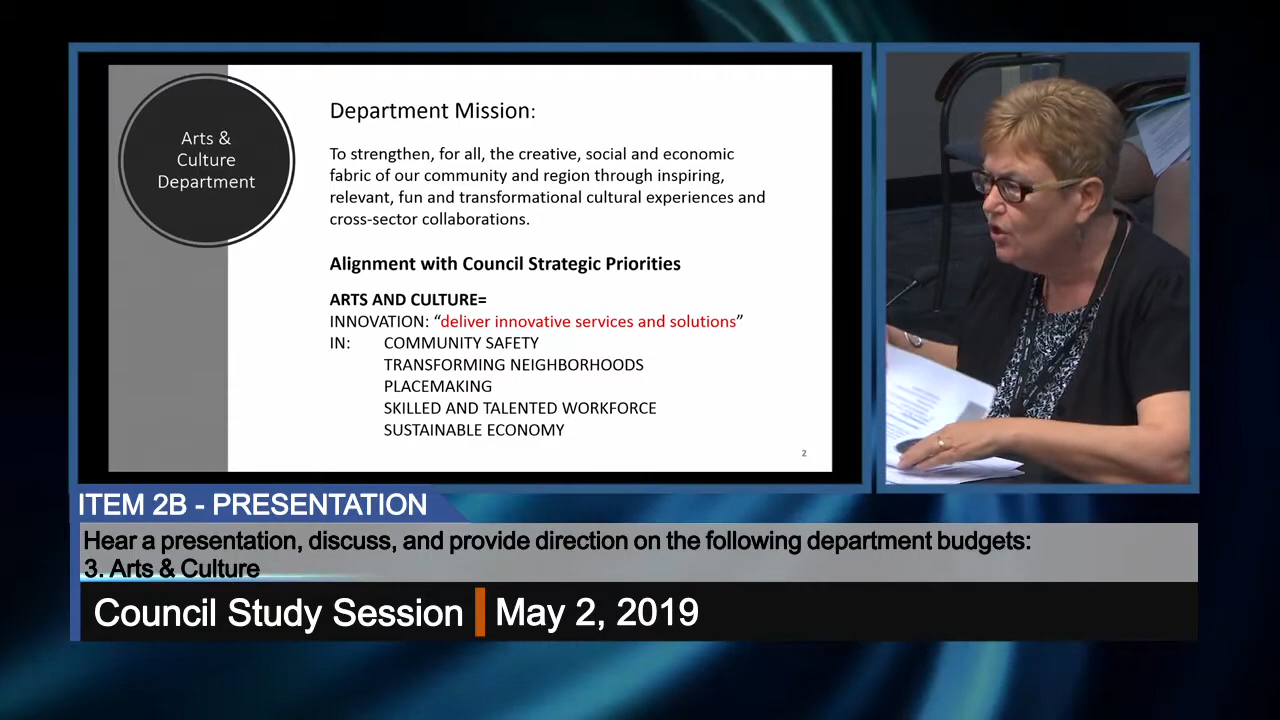 Arts &
Culture
Department
Department Mission:
To strengthen, for all, the creative, social and economic
fabric of our community and region through inspiring,
relevant, fun and transformational cultural experiences and
cross-sector collaborations.
Alignment with Council Strategic Priorities
ARTS AND CULTURE=
INNOVATION: “deliver innovative services and solutions”
IN: COMMUNITY SAFETY
TRANSFORMING NEIGHBORHOODS
PLACEMAKING
SKILLED AND TALENTED WORKFORCE
SUSTAINABLE ECONOMY
2
ITEM 2B - PRESENTATION
Hear a presentation, discuss, and provide direction on the following department budgets:
3. Arts & Culture
Council Study Session May 2, 2019